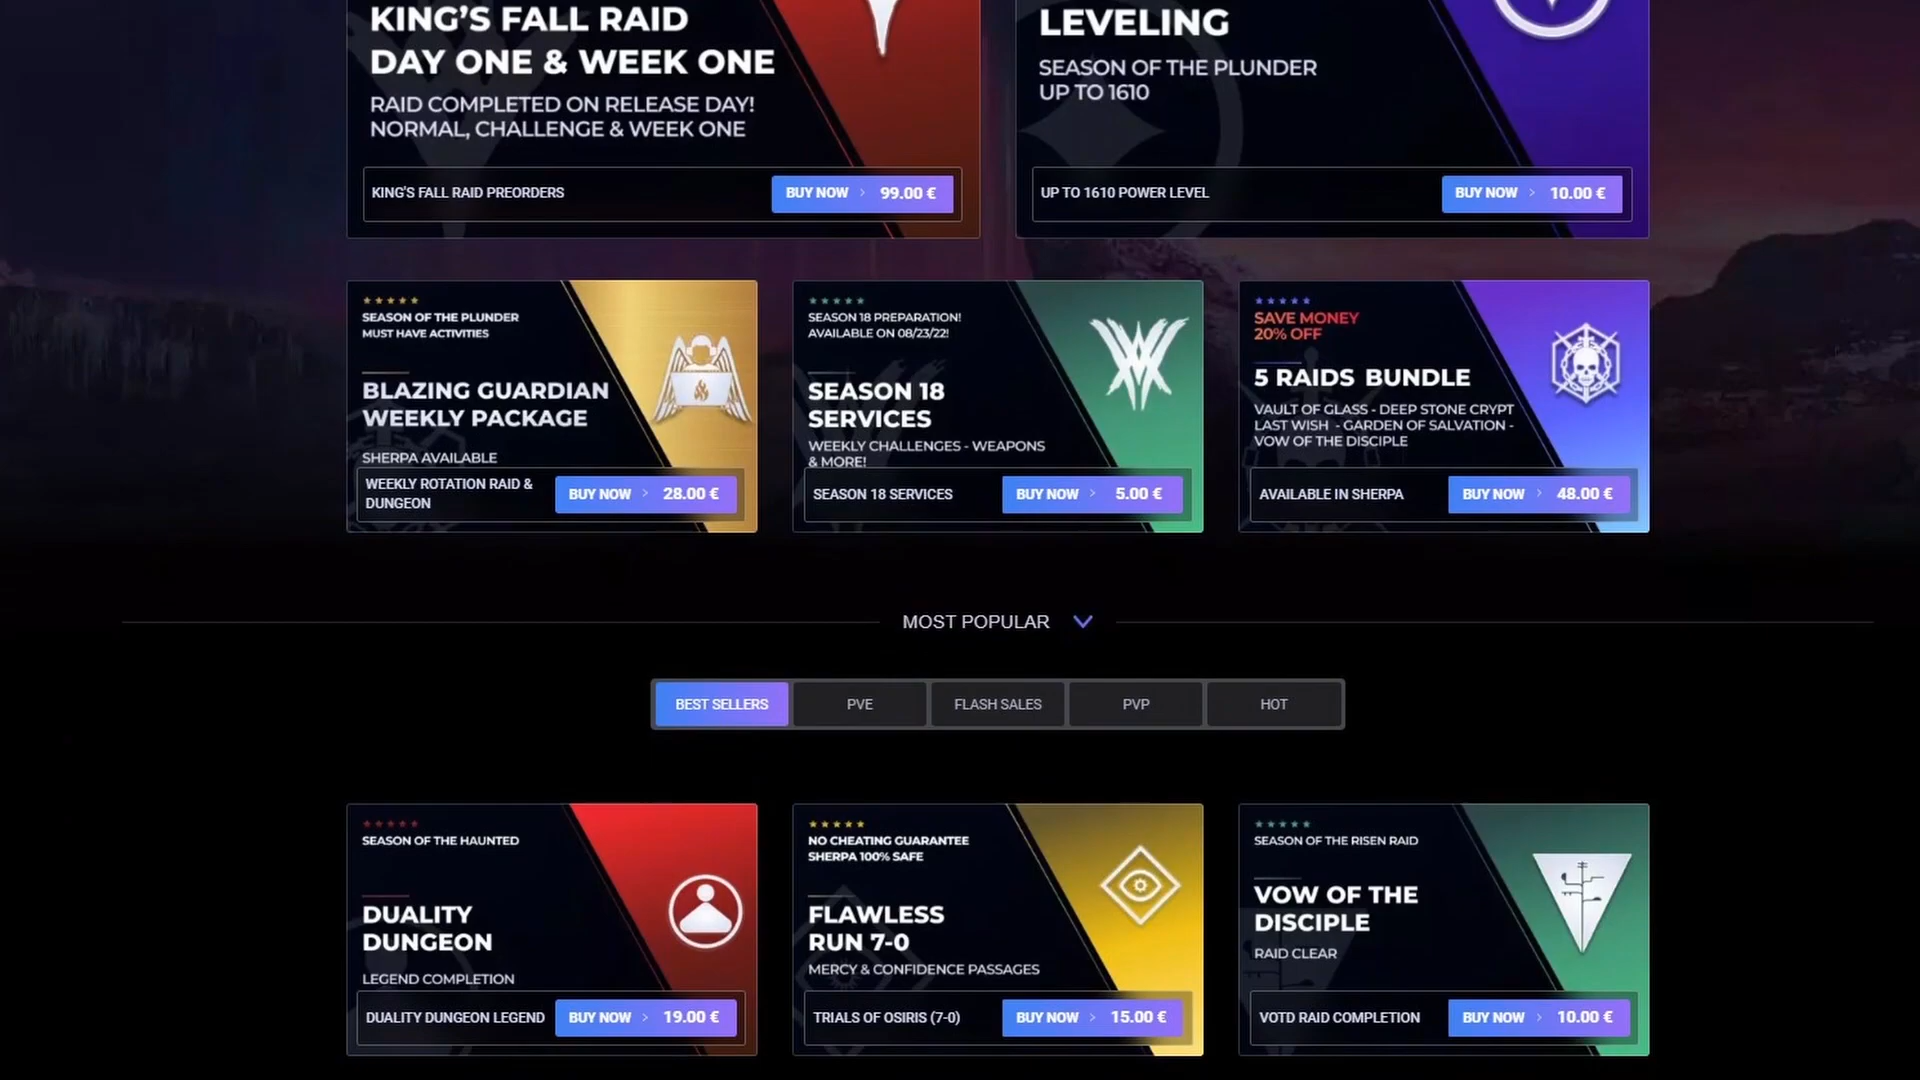 KING'S FALL RAID
DAY ONE & WEEK ONE
RAID COMPLETED ON RELEASE DAY!
NORMAL, CHALLENGE & WEEK ONE
KING'S FALL RAID PREORDERS
BUY NOW > 99.00 €
LEVELING
SEASON OF THE PLUNDER
UP TO 1610
UP TO 1610 POWER LEVEL
BUY NOW > 10.00 €
SEASON OF THE PLUNDER
MUST HAVE ACTIVITIES
BLAZING GUARDIAN
WEEKLY PACKAGE
SHERPA AVAILABLE
WEEKLY ROTATION RAID &
DUNGEON
BUY NOW > 28.00 €
SEASON 18 PREPARATION!
AVAILABLE ON 08/23/22!
SEASON 18
SERVICES
WEEKLY CHALLENGES - WEAPONS
& MORE!
SEASON 18 SERVICES
BUY NOW > 5.00 €
SAVE MONEY
20% OFF
5 RAIDS BUNDLE
VAULT OF GLASS - DEEP STONE CRYPT
LAST WISH - GARDEN OF SALVATION -
VOW OF THE DISCIPLE
AVAILABLE IN SHERPA
BUY NOW > 48.00 €
MOST POPULAR
BEST SELLERS
PVE
FLASH SALES
PVP
HOT
SEASON OF THE HAUNTED
DUALITY
DUNGEON
LEGEND COMPLETION
DUALITY DUNGEON LEGEND
BUY NOW > 19.00 €
NO CHEATING GUARANTEE
SHERPA 100% SAFE
FLAWLESS
RUN 7-0
MERCY & CONFIDENCE PASSAGES
TRIALS OF OSIRIS (7-0)
BUY NOW > 15.00 €
SEASON OF THE RISEN RAID
VOW OF THE
DISCIPLE
RAID CLEAR
VOTD RAID COMPLETION
BUY NOW > 10.00 €